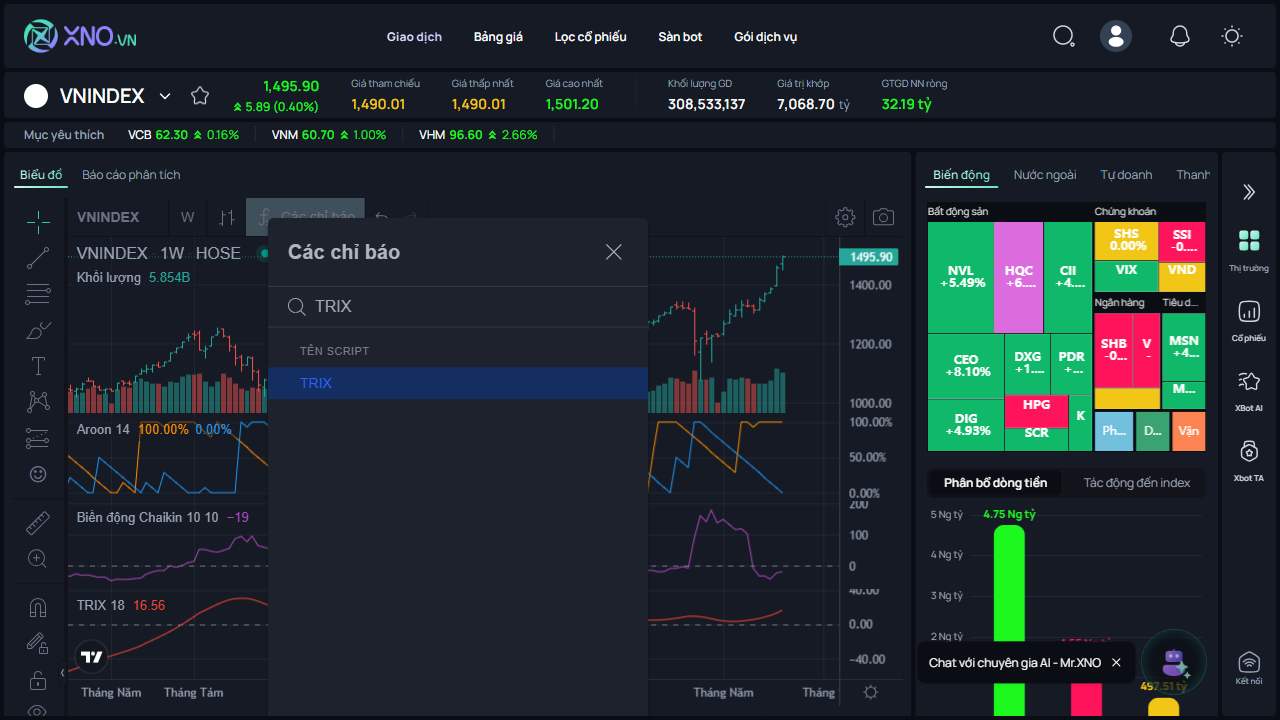 XNO.VN
Giao dịch
Bảng giá
Lọc cổ phiếu
Sàn bot
Gói dịch vụ
VNINDEX
1,495.90
5.89 (0.40%)
Giá tham chiếu
1,490.01
Giá thấp nhất
1,490.01
Giá cao nhất
1,501.20
Khối lượng GD
308,533,137
Giá trị khớp
7,068.70 tỷ
GTGD NN ròng
32.19 tỷ
Mục yêu thích
VCB 62.30 0.16%
VNM 60.70 1.00%
VHM 96.60 2.66%
Biểu đồ
Báo cáo phân tích
VNINDEX
W
Các chỉ báo
VNINDEX 1W HOSE
Khối lượng 5.854B
Các chỉ báo
TRIX
TÊN SCRIPT
TRIX
1495.90
1400.00
1200.00
1000.00
Aroon 14 100.00% 0.00%
100.00%
50.00%
0.00%
Biến động Chaikin 10 10 −19
200
100
0
TRIX 18 16.56
40.00
0.00
−40.00
Tháng Năm
Tháng Tám
Tháng Năm
Tháng
Biến động
Nước ngoài
Tự doanh
Thanh
Bất động sản
NVL
+5.49%
HQC
+6....
CII
+4....
CEO
+8.10%
DXG
+1....
PDR
+...
DIG
+4.93%
HPG
SCR
K
Chứng khoán
SHS
0.00%
SSI
-0....
VIX
VND
Ngân hàng
SHB
-0...
V
-
Tiêu d...
MSN
+4...
M...
Ph...
D...
Vận
Phân bổ dòng tiền
Tác động đến index
5 Ng tỷ
4.75 Ng tỷ
4 Ng tỷ
3 Ng tỷ
2 Ng tỷ
497.51 tỷ
Chat với chuyên gia AI - Mr.XNO
Thị trường
Cổ phiếu
XBot AI
Xbot TA
Kết nối